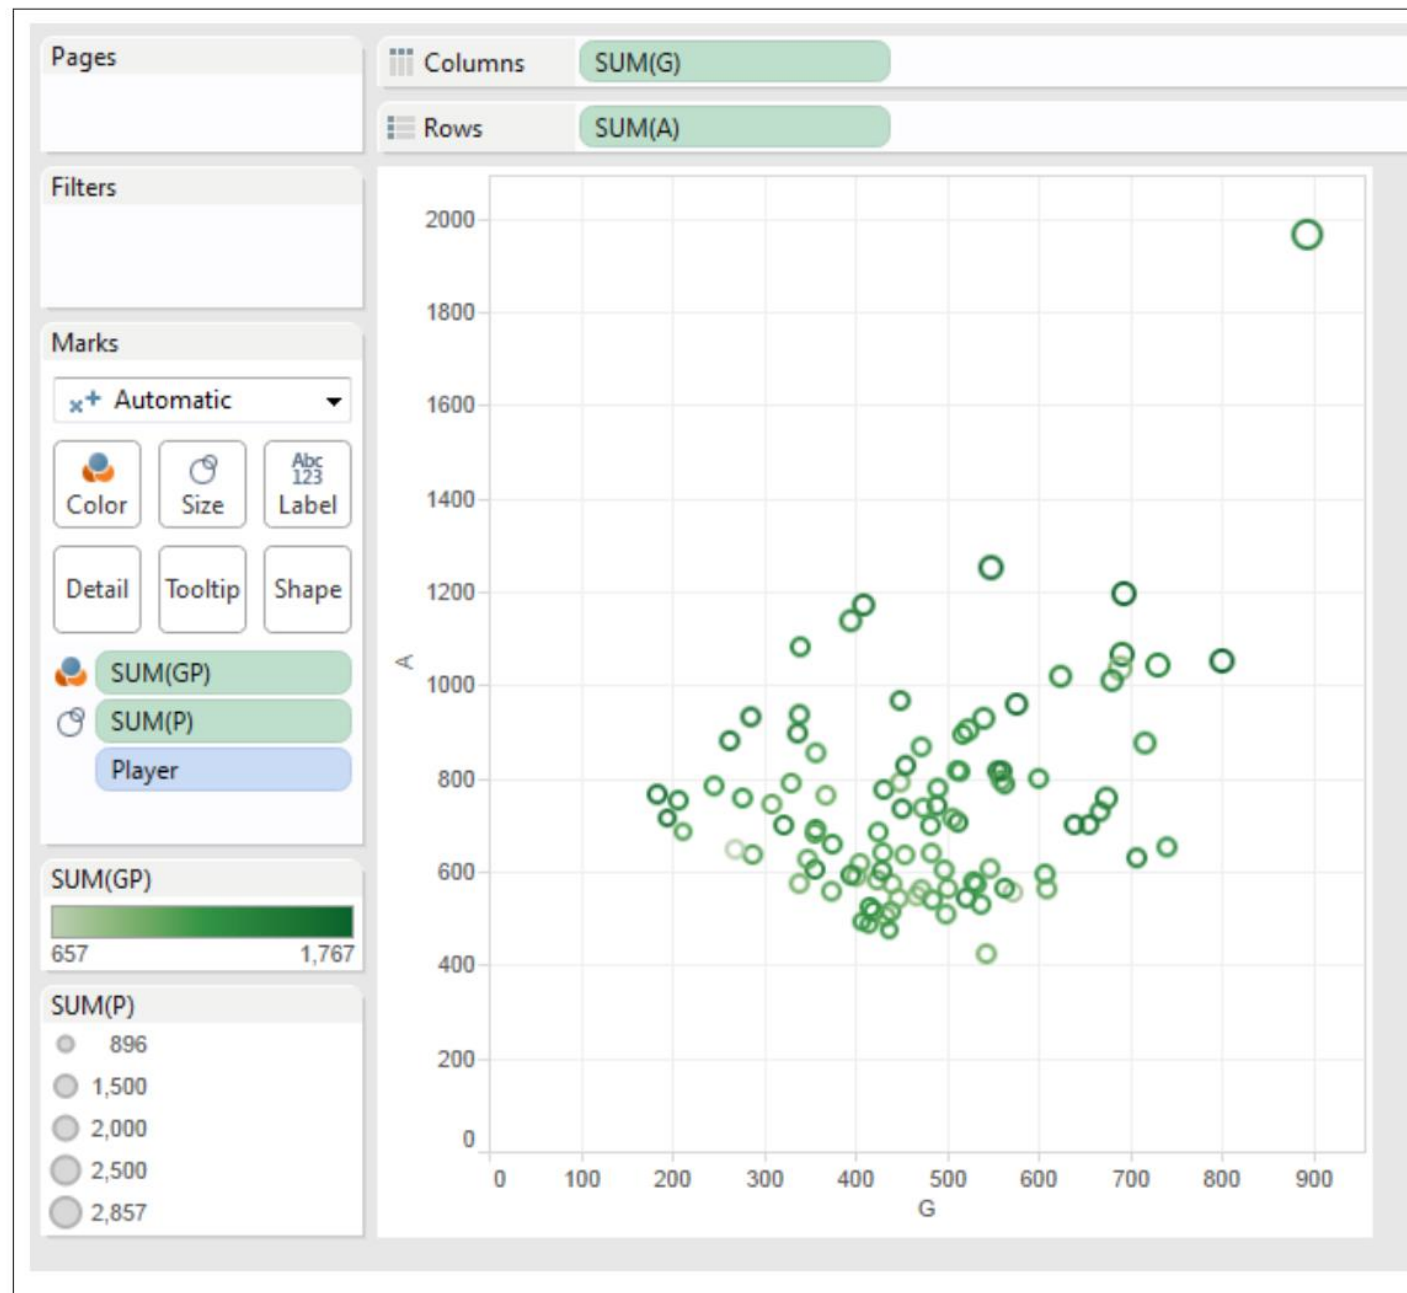 Pages
Columns
SUM(G)
Rows
SUM(A)
Filters
Marks
Automatic
Color
Size
Abc
123
Label
Detail
Tooltip
Shape
SUM(GP)
SUM(P)
Player
SUM(GP)
657
1,767
SUM(P)
896
1,500
2,000
2,500
2,857
2000
1800
1600
1400
1200
1000
800
600
400
200
0
A
0 100 200 300 400 500 600 700 800 900
G